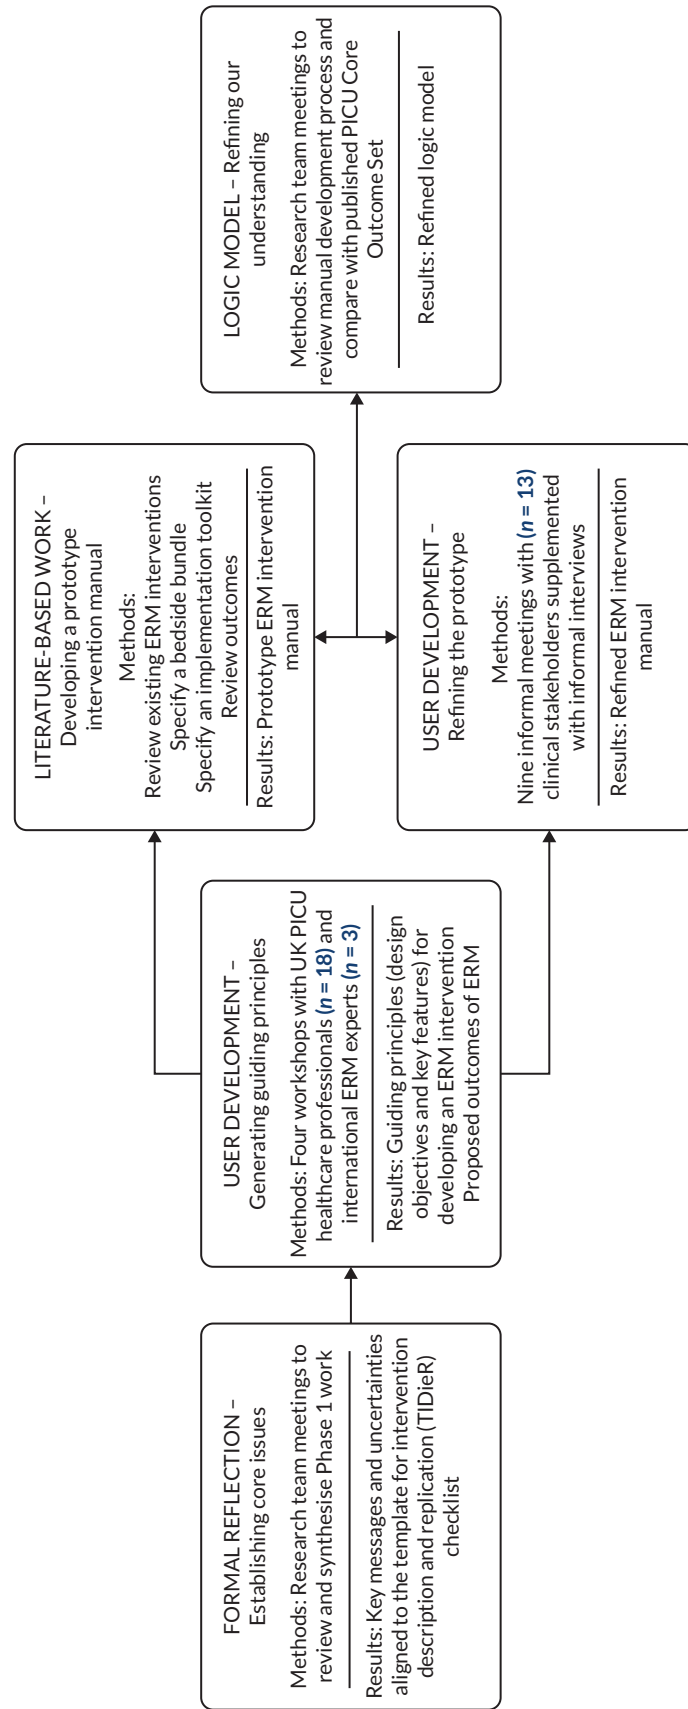 FORMAL REFLECTION –
Establishing core issues
Methods: Research team meetings to
review and synthesise Phase 1 work
Results: Key messages and uncertainties
aligned to the template for intervention
description and replication (TIDieR)
checklist
USER DEVELOPMENT –
Generating guiding principles
Methods: Four workshops with UK PICU
healthcare professionals (n = 18) and
international ERM experts (n = 3)
Results: Guiding principles (design
objectives and key features) for
developing an ERM intervention
Proposed outcomes of ERM
LITERATURE-BASED WORK –
Developing a prototype
intervention manual
Methods:
Review existing ERM interventions
Specify a bedside bundle
Specify an implementation toolkit
Review outcomes
Results: Prototype ERM intervention
manual
USER DEVELOPMENT –
Refining the prototype
Methods:
Nine informal meetings with (n = 13)
clinical stakeholders supplemented
with informal interviews
Results: Refined ERM intervention
manual
LOGIC MODEL – Refining our
understanding
Methods: Research team meetings to
review manual development process and
compare with published PICU Core
Outcome Set
Results: Refined logic model